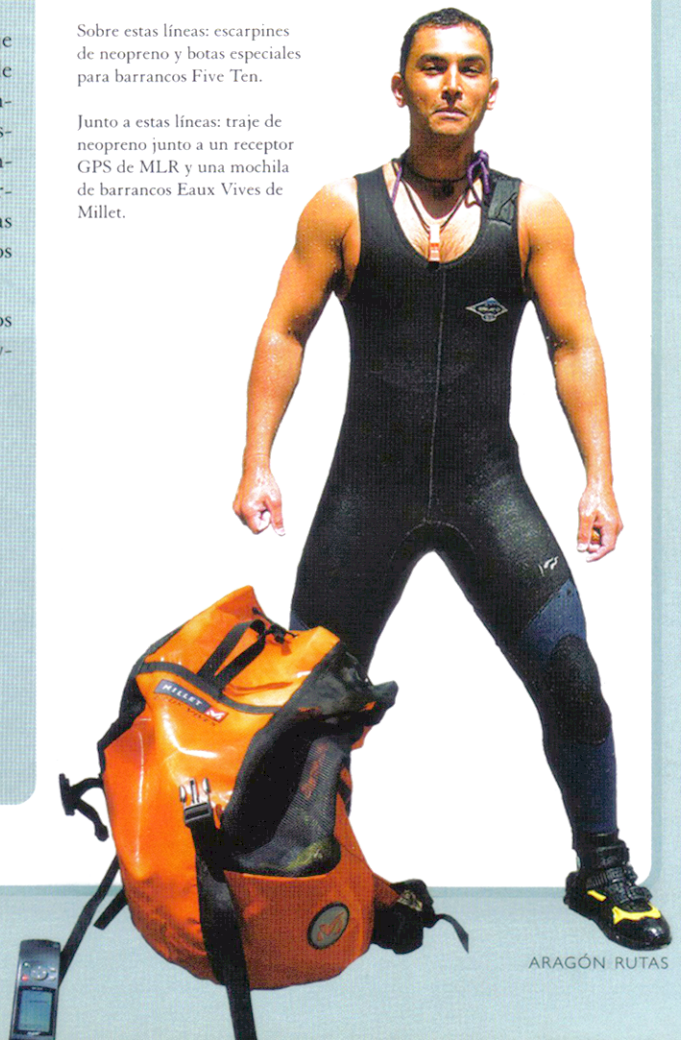 Sobre estas líneas: escarpines
de neopreno y botas especiales
para barrancos Five Ten.
Junto a estas líneas: traje de
neopreno junto a un receptor
GPS de MLR y una mochila
de barrancos Eaux Vives de
Millet.
MILLET M
ARAGÓN RUTAS